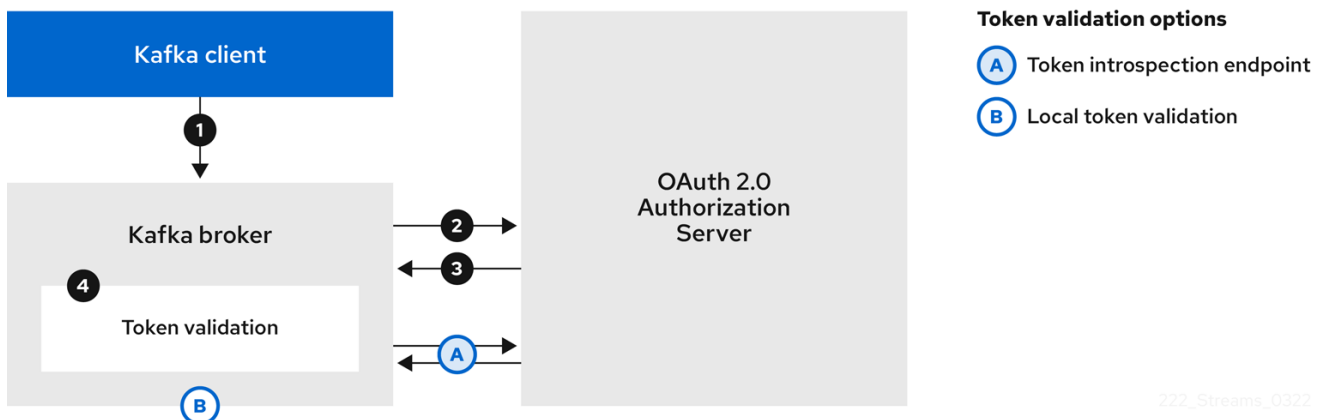 Kafka client
1
Kafka broker
4
Token validation
B
2
3
A
OAuth 2.0
Authorization
Server
Token validation options
A Token introspection endpoint
B Local token validation
222_Streams_0322